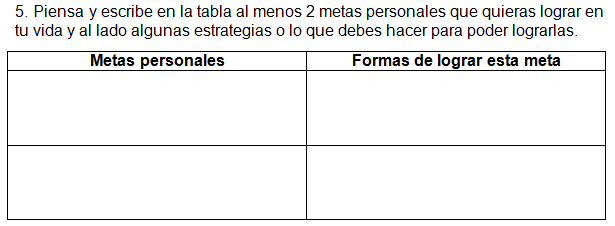 5. Piensa y escribe en la tabla al menos 2 metas personales que quieras lograr en
tu vida y al lado algunas estrategias o lo que debes hacer para poder lograrlas.
Metas personales Formas de lograr esta meta